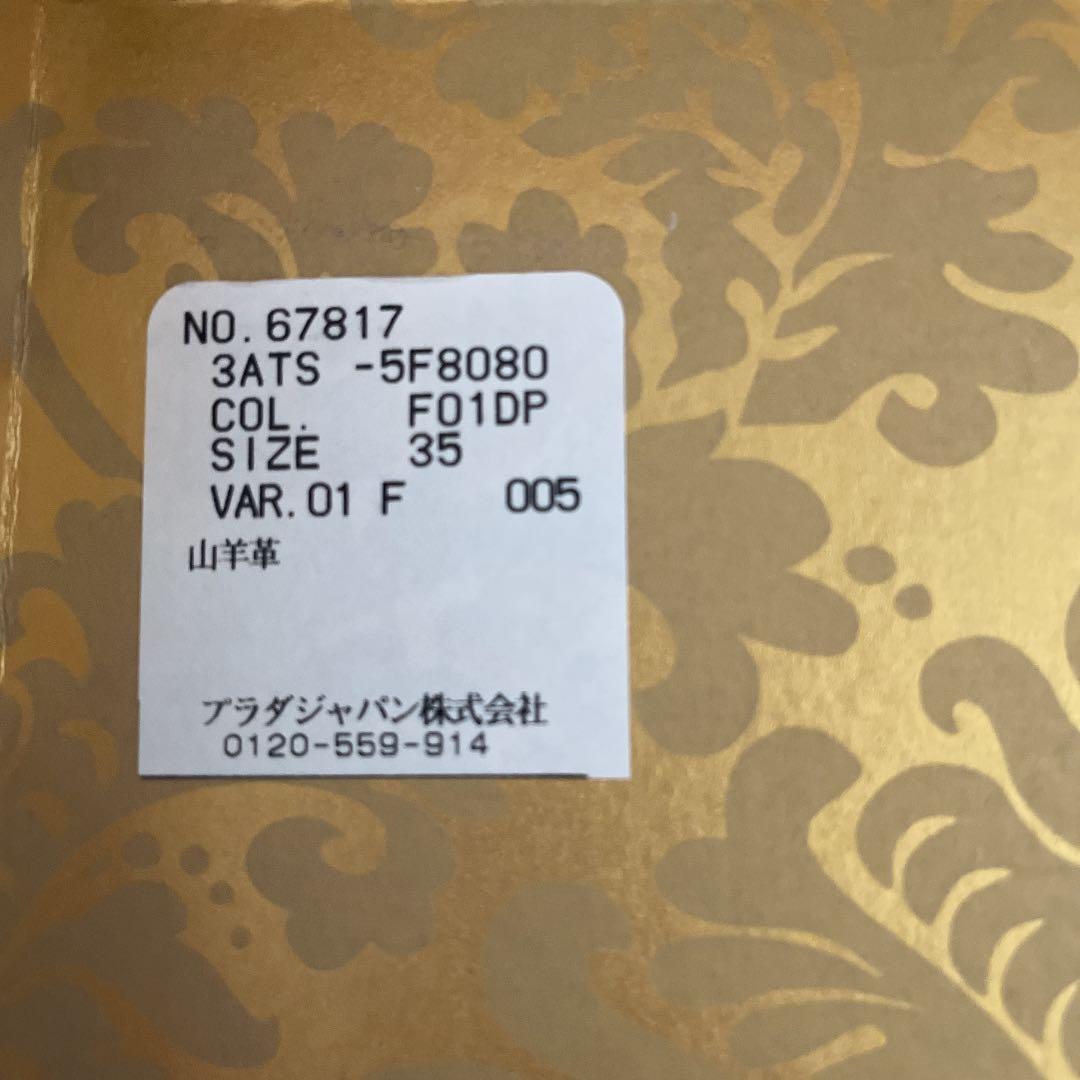 NO.67817
3ATS -5F8080
COL. F01DP
SIZE 35
VAR.01 F 005
山羊革
プラダジャパン株式会社
0120-559-914